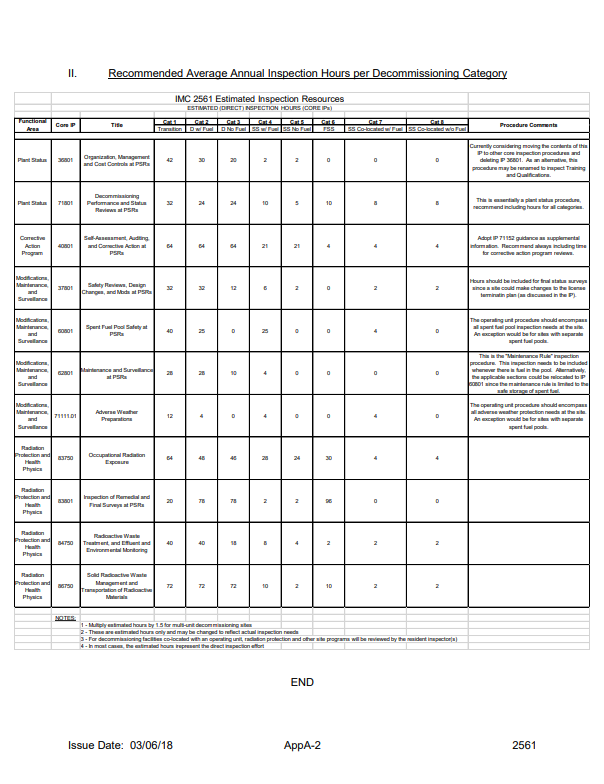 II. Recommended Average Annual Inspection Hours per Decommissioning Category
IMC 2561 Estimated Inspection Resources
ESTIMATED (DIRECT) INSPECTION HOURS (CORE IPs)
Functional Area Core IP Title Cat 1 Transition Cat 2 D w/ Fuel Cat 3 D No Fuel Cat 4 SS w/ Fuel Cat 5 SS No Fuel Cat 6 FSS Cat 7 SS Co-located w/ Fuel Cat 8 SS Co-located w/o Fuel Procedure Comments
Plant Status 36801 Organization, Management and Cost Controls at PSRs 42 30 20 2 2 0 0 0 Currently considering moving the contents of this IP to other core inspection procedures and deleting IP 36801. As an alternative, this procedure may be renamed to inspect Training and Qualifications.
Plant Status 71801 Decommissioning Performance and Status Reviews at PSRs 32 24 24 10 5 10 8 8 This is essentially a plant status procedure, recommend including hours for all categories.
Corrective Action Program 40801 Self-Assessment, Auditing, and Corrective Action at PSRs 64 64 64 21 21 4 4 4 Adopt IP 71152 guidance as supplemental information. Recommend always including time for corrective action program reviews.
Modifications, Maintenance, and Surveillance 37801 Safety Reviews, Design Changes, and Mods at PSRs 32 32 12 6 2 0 2 2 Hours should be included for final status surveys since a site could make changes to the license terminatin plan (as discussed in the IP).
Modifications, Maintenance, and Surveillance 60801 Spent Fuel Pool Safety at PSRs 40 25 0 25 0 0 4 0 The operating unit procedure should encompass all spent fuel pool inspection needs at the site. An exception would be for sites with separate spent fuel pools.
Modifications, Maintenance, and Surveillance 62801 Maintenance and Surveillance at PSRs 28 28 10 4 0 0 0 0 This is the "Maintenance Rule" inspection procedure. This inspection needs to be included whenever there is fuel in the pool. Alternatively, the applicable sections could be relocated to IP 60801 since the maintenance rule is limited to the safe storage of spent fuel.
Modifications, Maintenance, and Surveillance 71111.01 Adverse Weather Preparations 12 4 0 4 0 0 4 0 The operating unit procedure should encompass all adverse weather protection needs at the site. An exception would be for sites with separate spent fuel pools.
Radiation Protection and Health Physics 83750 Occupational Radiation Exposure 64 48 46 28 24 30 4 4
Radiation Protection and Health Physics 83801 Inspection of Remedial and Final Surveys at PSRs 20 78 78 2 2 96 0 0
Radiation Protection and Health Physics 84750 Radioactive Waste Treatment, and Effluent and Environmental Monitoring 40 40 18 6 4 2 2 2
Radiation Protection and Health Physics 86750 Solid Radioactive Waste Management and Transportation of Radioactive Materials 72 72 72 10 2 10 2 2
NOTES:
1 - Multiply estimated hours by 1.5 for multi-unit decommissioning sites
2 - These are estimated hours only and may be changed to reflect actual inspection needs
3 - For decommissioning facilities co-located with an operating unit, radiation protection and other site programs will be reviewed by the resident inspector(s)
4 - In most cases, the estimated hours irepresent the direct inspection effort
END
Issue Date: 03/06/18 AppA-2 2561